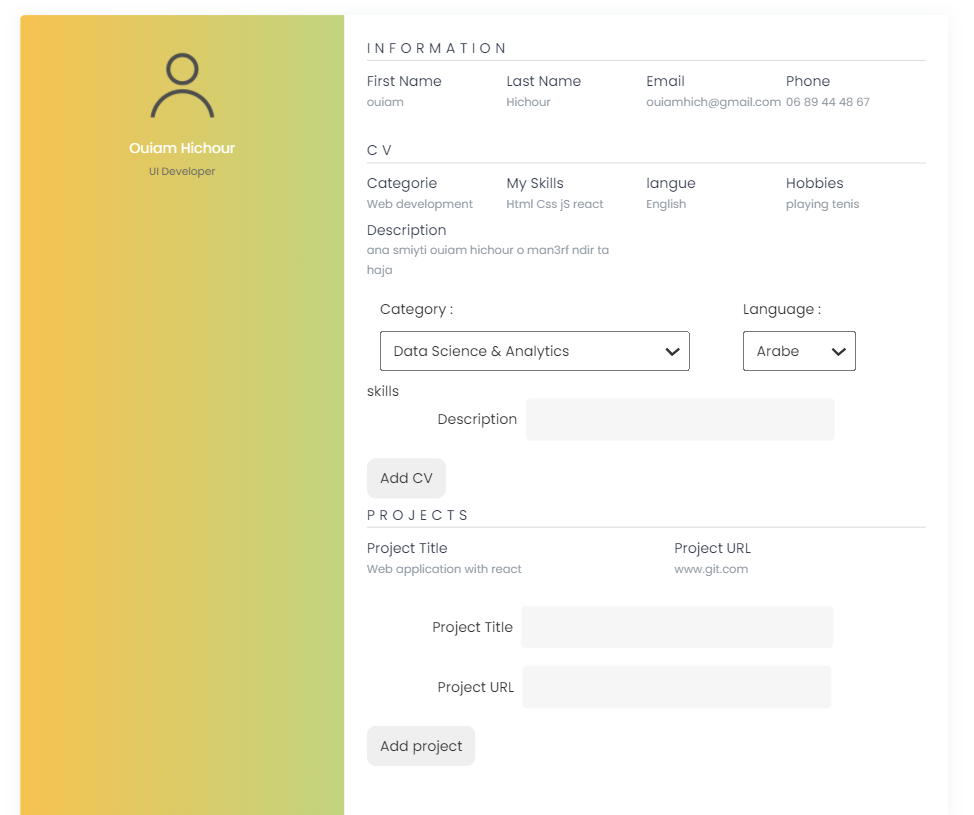 Ouiam Hichour
UI Developer
INFORMATION
First Name Last Name Email Phone
ouiam Hichour ouiamhich@gmail.com 06 89 44 48 67
CV
Categorie My Skills langue Hobbies
Web development Html Css jS react English playing tenis
Description
ana smiyti ouiam hichour o man3rf ndir ta
haja
Category : Language :
Data Science & Analytics Arabe
skills
Description
Add CV
PROJECTS
Project Title Project URL
Web application with react www.git.com
Project Title
Project URL
Add project